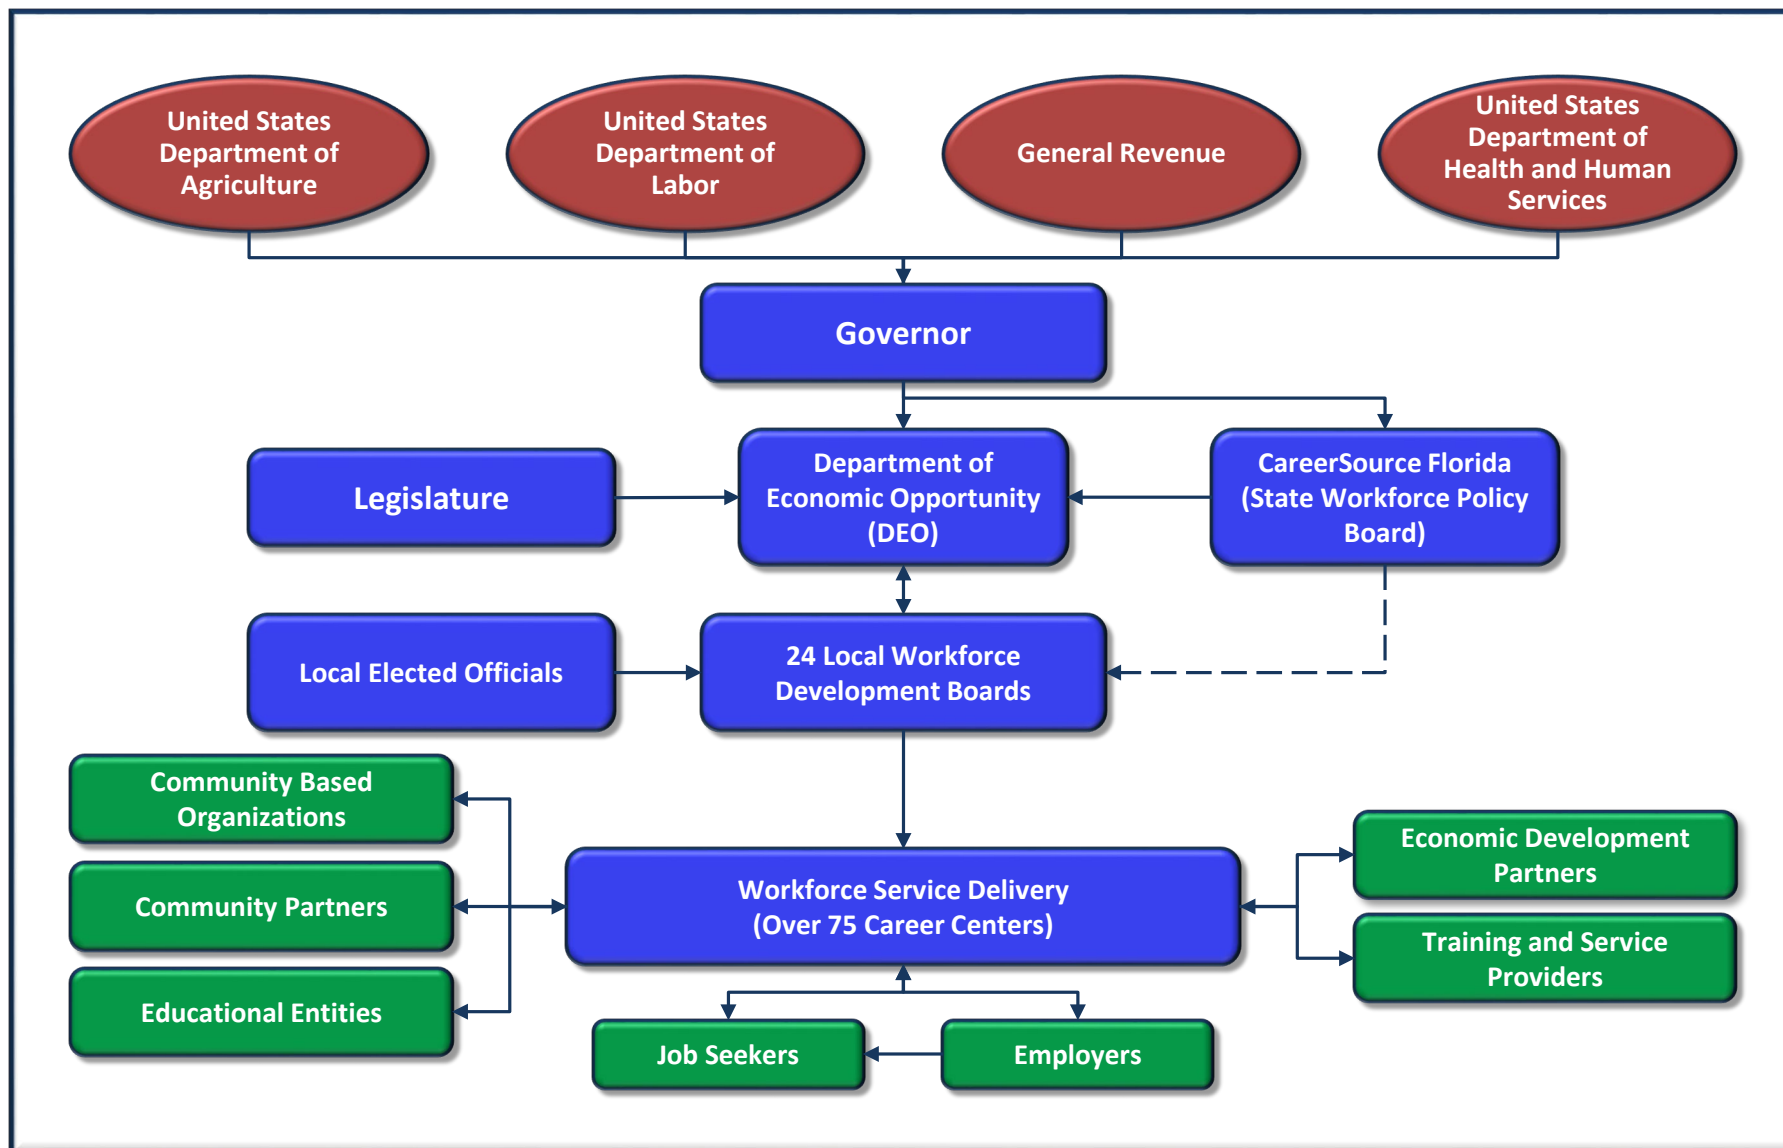 United States
Department of
Agriculture
United States
Department of
Labor
General Revenue
United States
Department of
Health and Human
Services
Governor
Legislature
Department of
Economic Opportunity
(DEO)
CareerSource Florida
(State Workforce Policy
Board)
Local Elected Officials
24 Local Workforce
Development Boards
Community Based
Organizations
Community Partners
Educational Entities
Workforce Service Delivery
(Over 75 Career Centers)
Economic Development
Partners
Training and Service
Providers
Job Seekers
Employers